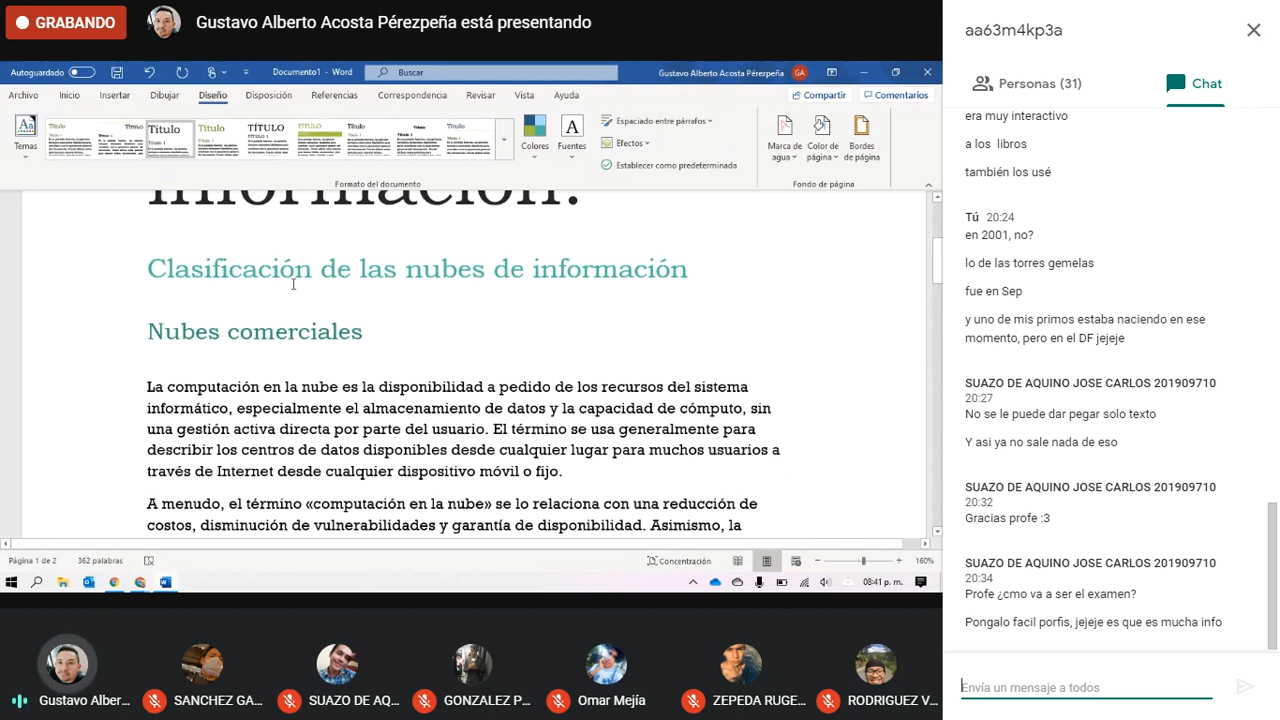 GRABANDO
Gustavo Alberto Acosta Pérezpeña está presentando
Autoguardado
Documento1 - Word
Buscar
Gustavo Alberto Acosta Pérezpeña
GA
Archivo Inicio Insertar Dibujar Diseño Disposición Referencias Correspondencia Revisar Vista Ayuda
Compartir
Comentarios
Temas
Título
Título
Título
TÍTULO
TÍTULO
Título
Título
Título
Colores
Fuentes
Espaciado entre párrafos
Efectos
Establecer como predeterminada
Marca de agua
Color de página
Bordes de página
Formato del documento
Fondo de página
información.
Clasificación de las nubes de información
Nubes comerciales
La computación en la nube es la disponibilidad a pedido de los recursos del sistema
informático, especialmente el almacenamiento de datos y la capacidad de cómputo, sin
una gestión activa directa por parte del usuario. El término se usa generalmente para
describir los centros de datos disponibles desde cualquier lugar para muchos usuarios a
través de Internet desde cualquier dispositivo móvil o fijo.
A menudo, el término «computación en la nube» se lo relaciona con una reducción de
costos, disminución de vulnerabilidades y garantía de disponibilidad. Asimismo, la
Página 1 de 2
362 palabras
Concentración
160%
08:41 p. m.
Gustavo Alber...
SANCHEZ GA...
SUAZO DE AQ...
GONZALEZ P...
Omar Mejía
ZEPEDA RUGE...
RODRIGUEZ V...
aa63m4kp3a
Personas (31)
Chat
era muy interactivo
a los libros
también los usé
Tú 20:24
en 2001, no?
lo de las torres gemelas
fue en Sep
y uno de mis primos estaba naciendo en ese
momento, pero en el DF jejeje
SUAZO DE AQUINO JOSE CARLOS 201909710
20:27
No se le puede dar pegar solo texto
Y asi ya no sale nada de eso
SUAZO DE AQUINO JOSE CARLOS 201909710
20:32
Gracias profe :3
SUAZO DE AQUINO JOSE CARLOS 201909710
20:34
Profe ¿cmo va a ser el examen?
Pongalo facil porfis, jejeje es que es mucha info
Envía un mensaje a todos